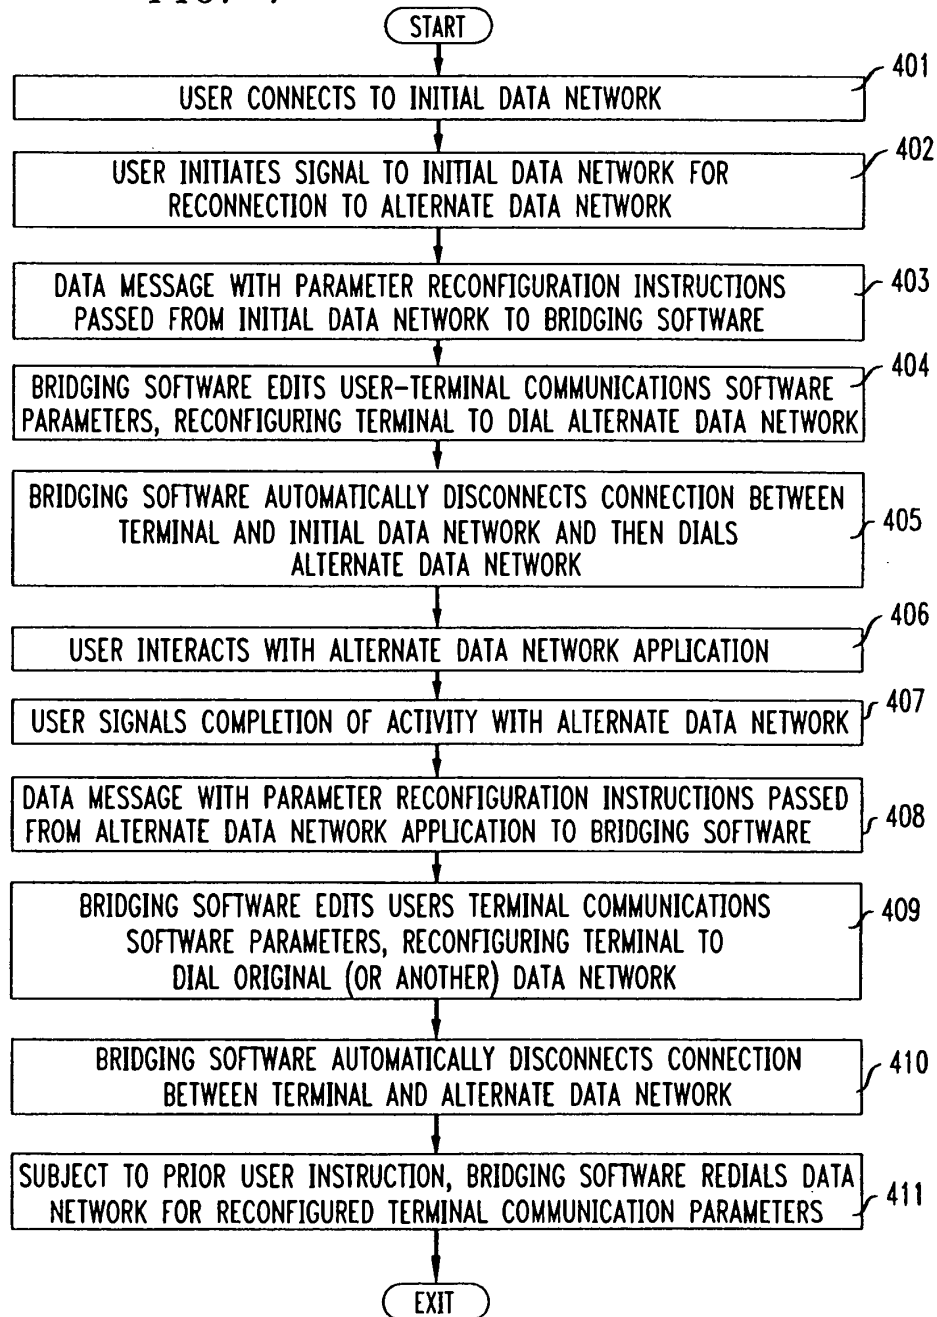 START
401
USER CONNECTS TO INITIAL DATA NETWORK
402
USER INITIATES SIGNAL TO INITIAL DATA NETWORK FOR
RECONNECTION TO ALTERNATE DATA NETWORK
403
DATA MESSAGE WITH PARAMETER RECONFIGURATION INSTRUCTIONS
PASSED FROM INITIAL DATA NETWORK TO BRIDGING SOFTWARE
404
BRIDGING SOFTWARE EDITS USER-TERMINAL COMMUNICATIONS SOFTWARE
PARAMETERS, RECONFIGURING TERMINAL TO DIAL ALTERNATE DATA NETWORK
BRIDGING SOFTWARE AUTOMATICALLY DISCONNECTS CONNECTION BETWEEN
TERMINAL AND INITIAL DATA NETWORK AND THEN DIALS
ALTERNATE DATA NETWORK
405
406
USER INTERACTS WITH ALTERNATE DATA NETWORK APPLICATION
407
USER SIGNALS COMPLETION OF ACTIVITY WITH ALTERNATE DATA NETWORK
DATA MESSAGE WITH PARAMETER RECONFIGURATION INSTRUCTIONS PASSED
FROM ALTERNATE DATA NETWORK APPLICATION TO BRIDGING SOFTWARE
408
BRIDGING SOFTWARE EDITS USERS TERMINAL COMMUNICATIONS
SOFTWARE PARAMETERS, RECONFIGURING TERMINAL TO
DIAL ORIGINAL (OR ANOTHER) DATA NETWORK
409
BRIDGING SOFTWARE AUTOMATICALLY DISCONNECTS CONNECTION
BETWEEN TERMINAL AND ALTERNATE DATA NETWORK
410
SUBJECT TO PRIOR USER INSTRUCTION, BRIDGING SOFTWARE REDIALS DATA
NETWORK FOR RECONFIGURED TERMINAL COMMUNICATION PARAMETERS
411
EXIT